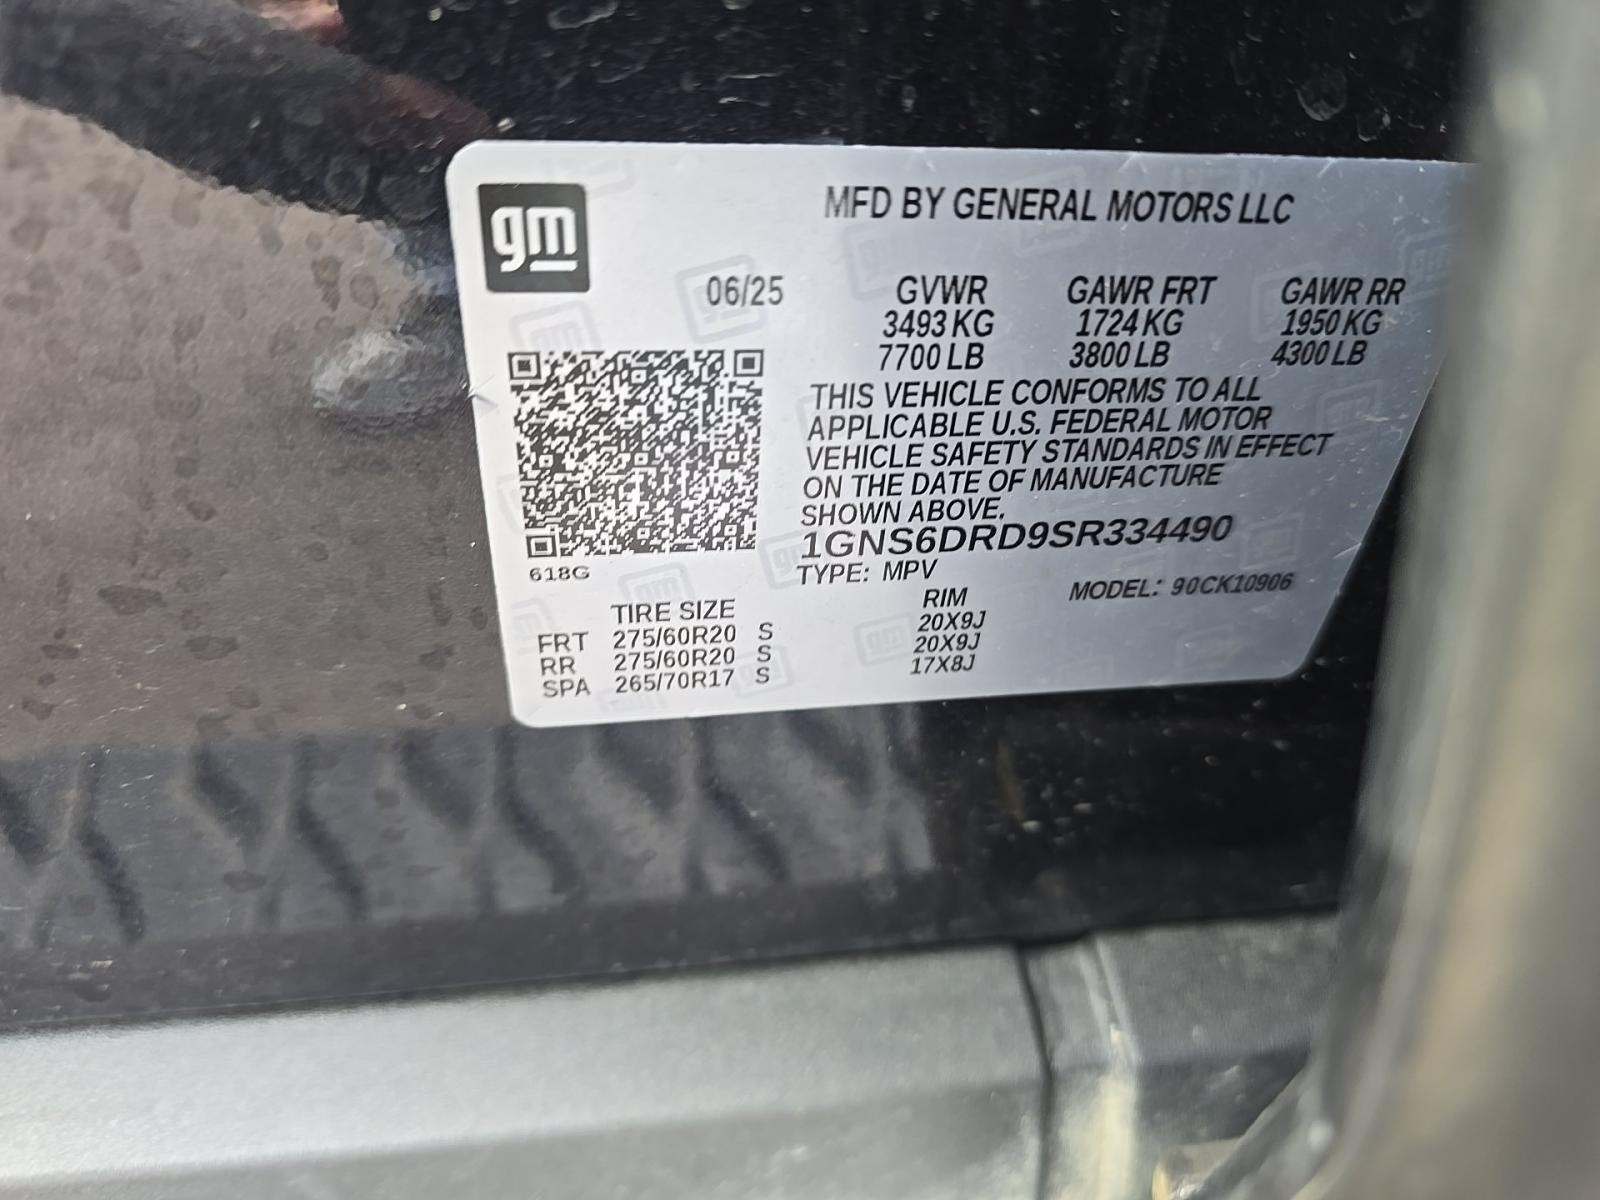 gm
MFD BY GENERAL MOTORS LLC
06/25 GVWR GAWR FRT GAWR RR
3493 KG 1724 KG 1950 KG
7700 LB 3800 LB 4300 LB
THIS VEHICLE CONFORMS TO ALL
APPLICABLE U.S. FEDERAL MOTOR
VEHICLE SAFETY STANDARDS IN EFFECT
ON THE DATE OF MANUFACTURE
SHOWN ABOVE.
1GNS6DRD9SR334490
618G
TYPE: MPV MODEL: 90CK10906
TIRE SIZE RIM
FRT 275/60R20 S 20X9J
RR 275/60R20 S 20X9J
SPA 265/70R17 S 17X8J